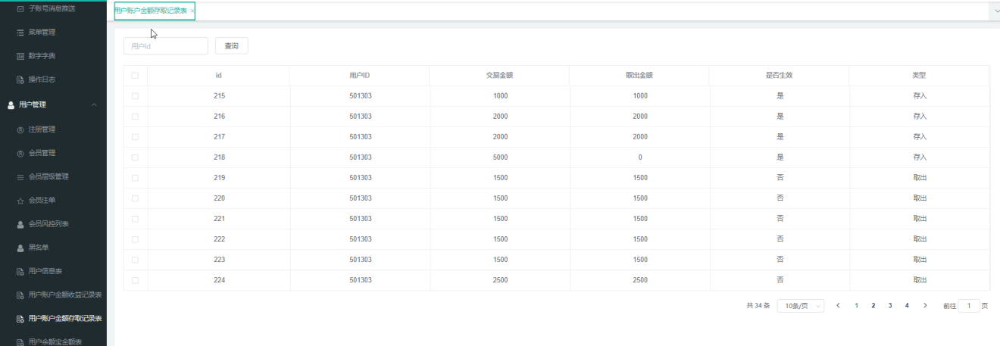 子账号消息推送
菜单管理
数字字典
操作日志
用户管理
注册管理
会员管理
会员层级管理
会员注单
会员风控列表
黑名单
用户信息表
用户账户金额收益记录表
用户账户金额存取记录表
用户余额宝金额表
用户账户金额存取记录表 ×
用户id 查询
id 用户ID 交易金额 取出金额 是否生效 类型
215 501303 1000 1000 是 存入
216 501303 2000 2000 是 存入
217 501303 2000 2000 是 存入
218 501303 5000 0 是 存入
219 501303 1500 1500 否 取出
220 501303 1500 1500 否 取出
221 501303 1500 1500 否 取出
222 501303 1500 1500 否 取出
223 501303 1500 1500 否 取出
224 501303 2500 2500 否 取出
共 34 条 10条/页 < 1 2 3 4 > 前往 1 页